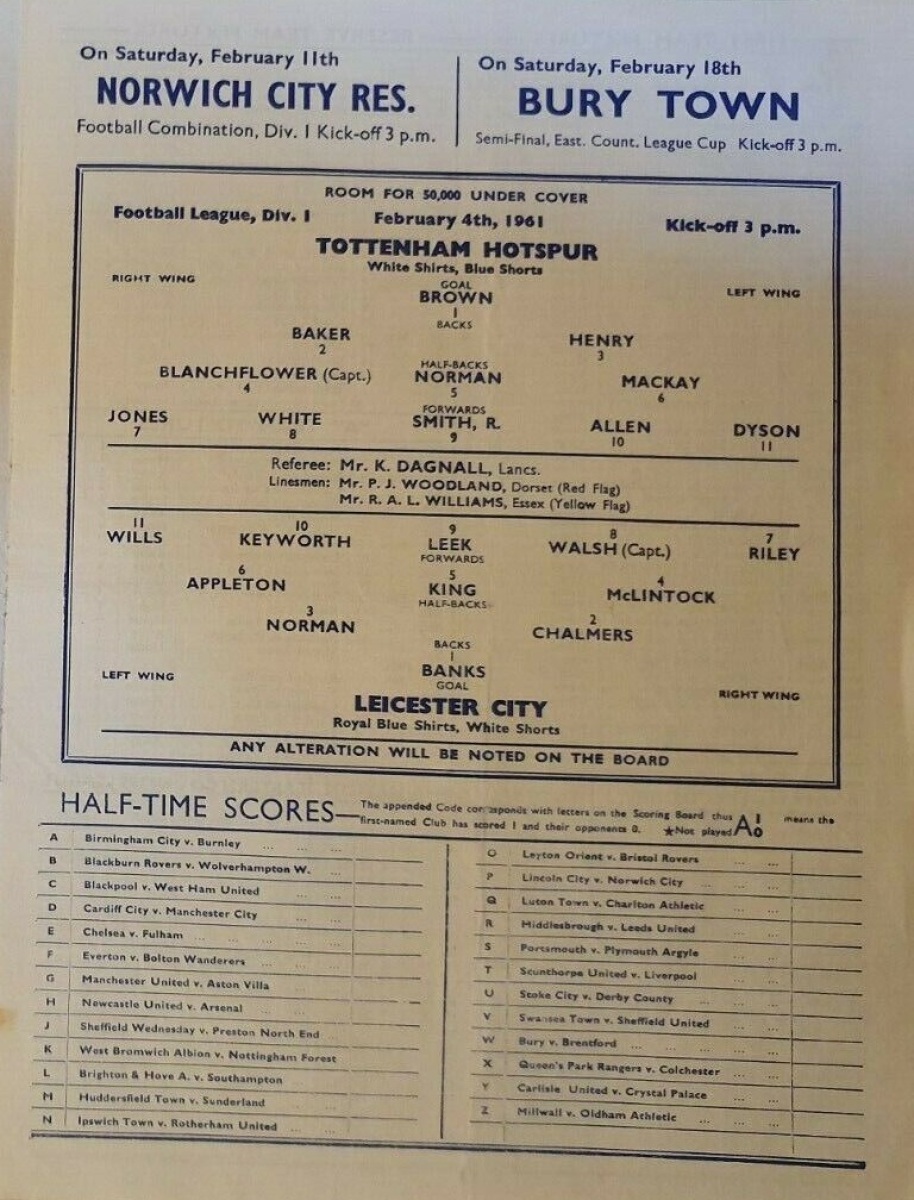 On Saturday, February 11th
NORWICH CITY RES.
Football Combination, Div. 1 Kick-off 3 p.m.
On Saturday, February 18th
BURY TOWN
Semi-Final, East. Count. League Cup Kick-off 3 p.m.
ROOM FOR 50,000 UNDER COVER
Football League, Div. 1 February 4th, 1961 Kick-off 3 p.m.
TOTTENHAM HOTSPUR
White Shirts, Blue Shorts
RIGHT WING GOAL LEFT WING
BROWN
1
BACKS
BAKER HENRY
2 3
HALF-BACKS
BLANCHFLOWER (Capt.) NORMAN MACKAY
4 5 6
FORWARDS
JONES WHITE SMITH, R. ALLEN DYSON
7 8 9 10 11
Referee: Mr. K. DAGNALL, Lancs.
Linesmen: Mr. P. J. WOODLAND, Dorset (Red Flag)
Mr. R. A. L. WILLIAMS, Essex (Yellow Flag)
11 10 9 8 7
WILLS KEYWORTH LEEK WALSH (Capt.) RILEY
FORWARDS
6 5 4
APPLETON KING McLINTOCK
HALF-BACKS
3 2
NORMAN CHALMERS
BACKS
1
BANKS
LEFT WING GOAL RIGHT WING
LEICESTER CITY
Royal Blue Shirts, White Shorts
ANY ALTERATION WILL BE NOTED ON THE BOARD
HALF-TIME SCORES—The appended Code corresponds with letters on the Scoring Board thus A 1 0 means the
first-named Club has scored 1 and their opponents 0. ★Not played
A Birmingham City v. Burnley ... ... ...
B Blackburn Rovers v. Wolverhampton W. ...
C Blackpool v. West Ham United ... ...
D Cardiff City v. Manchester City ... ...
E Chelsea v. Fulham ... ... ... ... ...
F Everton v. Bolton Wanderers ... ... ...
G Manchester United v. Aston Villa
H Newcastle United v. Arsenal ... ...
J Sheffield Wednesday v. Preston North End ...
K West Bromwich Albion v. Nottingham Forest
L Brighton & Hove A. v. Southampton
M Huddersfield Town v. Sunderland ... ...
N Ipswich Town v. Rotherham United ... ...
O Leyton Orient v. Bristol Rovers ... ...
P Lincoln City v. Norwich City ... ... ...
Q Luton Town v. Charlton Athletic ... ...
R Middlesbrough v. Leeds United ... ...
S Portsmouth v. Plymouth Argyle ... ...
T Scunthorpe United v. Liverpool ... ...
U Stoke City v. Derby County ... ... ...
V Swansea Town v. Sheffield United ...
W Bury v. Brentford ... ... ... ... ...
X Queen's Park Rangers v. Colchester ... ...
Y Carlisle United v. Crystal Palace ... ...
Z Millwall v. Oldham Athletic ... ... ...